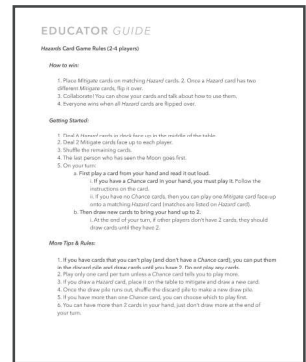 EDUCATOR GUIDE
Hazards Card Game Rules (2-4 players)
How to win:
1. Place Mitigate cards on matching Hazard cards. 2. Once a Hazard card has two
different Mitigate cards, flip it over.
3. Collaborate! You can show your cards and talk about how to use them.
4. Everyone wins when all Hazard cards are flipped over.
Getting Started:
1. Deal 6 Hazard cards in deck face up in the middle of the table.
2. Deal 2 Mitigate cards face up to each player.
3. Shuffle the remaining cards.
4. The last person who has seen the Moon goes first.
5. On your turn:
a. First play a card from your hand and read it out loud.
i. If you have a Chance card in your hand, you must play it. Follow the
instructions on the card.
ii. If you have no Chance cards, then you can play one Mitigate card face-up
onto a matching Hazard card (matches are listed on Hazard card).
b. Then draw new cards to bring your hand up to 2.
i. At the end of your turn, if other players don't have 2 cards, they should
draw cards until they have 2.
More Tips & Rules:
1. If you have cards that you can't play (and don't have a Chance card), you can put them
in the discard pile and draw cards until you have 2. Do not play any cards.
2. Play only one card per turn unless a Chance card tells you to play more.
3. If you draw a Hazard card, place it on the table to mitigate and draw a new card.
4. Once the draw pile runs out, shuffle the discard pile to make a new draw pile.
5. If you have more than one Chance card, you can choose which to play first.
6. You can have more than 2 cards in your hand, just don't draw more at the end of
your turn.